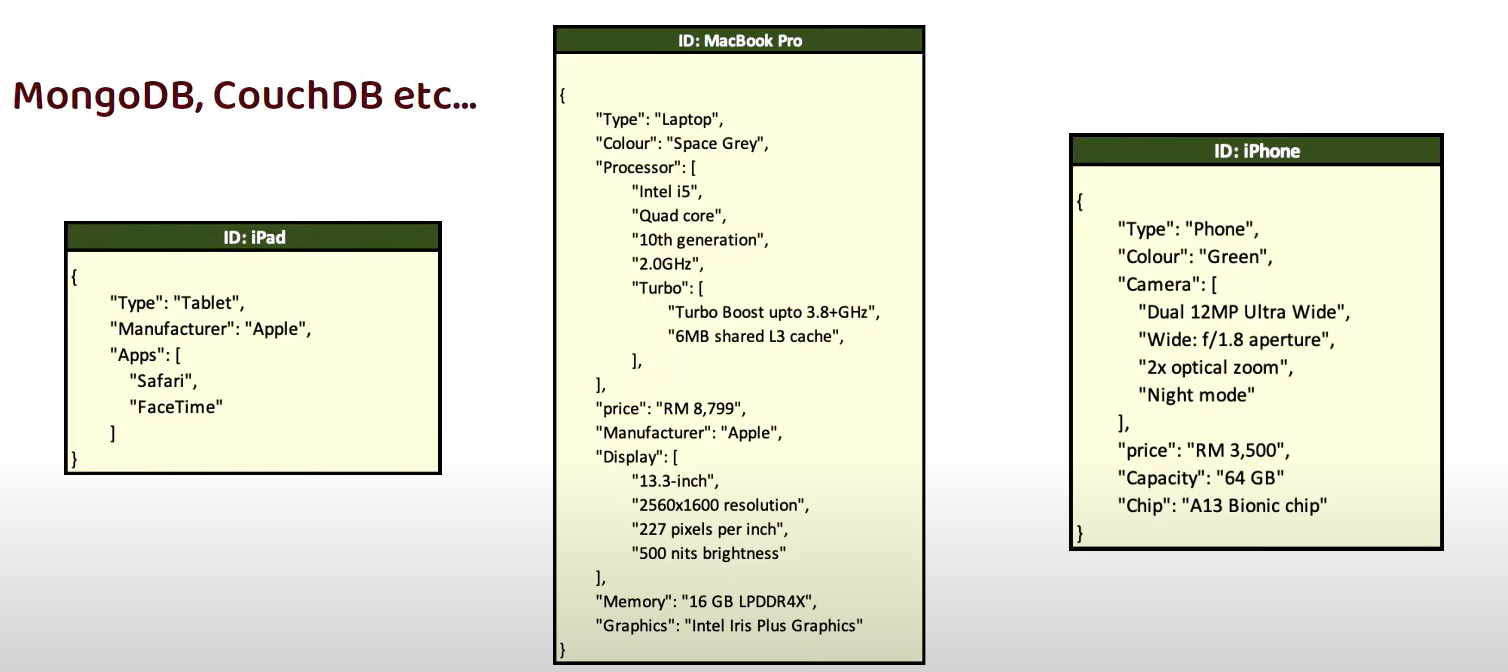 MongoDB, CouchDB etc...
ID: iPad
{
"Type": "Tablet",
"Manufacturer": "Apple",
"Apps": [
"Safari",
"FaceTime"
]
}
ID: MacBook Pro
{
"Type": "Laptop",
"Colour": "Space Grey",
"Processor": [
"Intel i5",
"Quad core",
"10th generation",
"2.0GHz",
"Turbo": [
"Turbo Boost upto 3.8+GHz",
"6MB shared L3 cache",
],
],
"price": "RM 8,799",
"Manufacturer": "Apple",
"Display": [
"13.3-inch",
"2560x1600 resolution",
"227 pixels per inch",
"500 nits brightness"
],
"Memory": "16 GB LPDDR4X",
"Graphics": "Intel Iris Plus Graphics"
}
ID: iPhone
{
"Type": "Phone",
"Colour": "Green",
"Camera": [
"Dual 12MP Ultra Wide",
"Wide: f/1.8 aperture",
"2x optical zoom",
"Night mode"
],
"price": "RM 3,500",
"Capacity": "64 GB"
"Chip": "A13 Bionic chip"
}